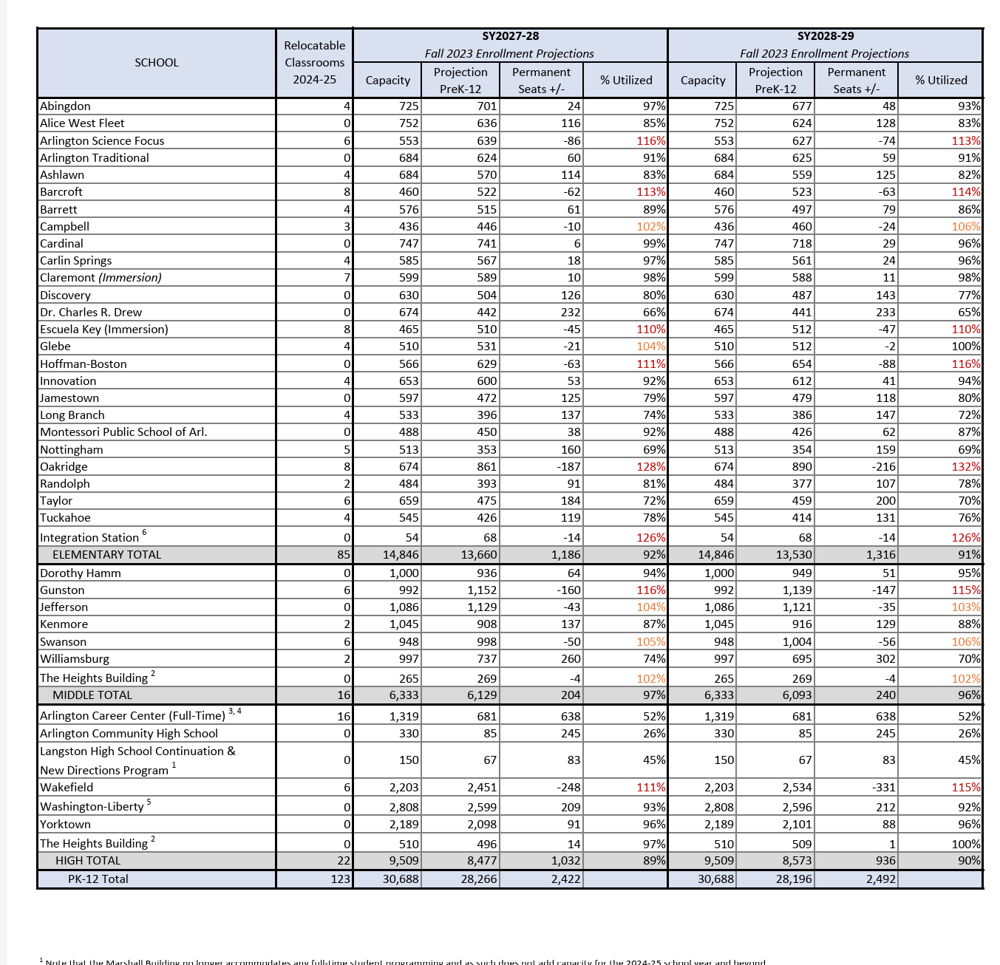 SCHOOL Relocatable Classrooms 2024-25 SY2027-28 SY2028-29
Fall 2023 Enrollment Projections Fall 2023 Enrollment Projections
Capacity Projection PreK-12 Permanent Seats +/- % Utilized Capacity Projection PreK-12 Permanent Seats +/- % Utilized
Abingdon 4 725 701 24 97% 725 677 48 93%
Alice West Fleet 0 752 636 116 85% 752 624 128 83%
Arlington Science Focus 6 553 639 -86 116% 553 627 -74 113%
Arlington Traditional 0 684 624 60 91% 684 625 59 91%
Ashlawn 4 684 570 114 83% 684 559 125 82%
Barcroft 8 460 522 -62 113% 460 523 -63 114%
Barrett 4 576 515 61 89% 576 497 79 86%
Campbell 3 436 446 -10 102% 436 460 -24 106%
Cardinal 0 747 741 6 99% 747 718 29 96%
Carlin Springs 4 585 567 18 97% 585 561 24 96%
Claremont (Immersion) 7 599 589 10 98% 599 588 11 98%
Discovery 0 630 504 126 80% 630 487 143 77%
Dr. Charles R. Drew 0 674 442 232 66% 674 441 233 65%
Escuela Key (Immersion) 8 465 510 -45 110% 465 512 -47 110%
Glebe 4 510 531 -21 104% 510 512 -2 100%
Hoffman-Boston 0 566 629 -63 111% 566 654 -88 116%
Innovation 4 653 600 53 92% 653 612 41 94%
Jamestown 0 597 472 125 79% 597 479 118 80%
Long Branch 4 533 396 137 74% 533 386 147 72%
Montessori Public School of Arl. 0 488 450 38 92% 488 426 62 87%
Nottingham 5 513 353 160 69% 513 354 159 69%
Oakridge 8 674 861 -187 128% 674 890 -216 132%
Randolph 2 484 393 91 81% 484 377 107 78%
Taylor 6 659 475 184 72% 659 459 200 70%
Tuckahoe 4 545 426 119 78% 545 414 131 76%
Integration Station 6 0 54 68 -14 126% 54 68 -14 126%
ELEMENTARY TOTAL 85 14,846 13,660 1,186 92% 14,846 13,530 1,316 91%
Dorothy Hamm 0 1,000 936 64 94% 1,000 949 51 95%
Gunston 6 992 1,152 -160 116% 992 1,139 -147 115%
Jefferson 0 1,086 1,129 -43 104% 1,086 1,121 -35 103%
Kenmore 2 1,045 908 137 87% 1,045 916 129 88%
Swanson 6 948 998 -50 105% 948 1,004 -56 106%
Williamsburg 2 997 737 260 74% 997 695 302 70%
The Heights Building 2 0 265 269 -4 102% 265 269 -4 102%
MIDDLE TOTAL 16 6,333 6,129 204 97% 6,333 6,093 240 96%
Arlington Career Center (Full-Time) 3, 4 16 1,319 681 638 52% 1,319 681 638 52%
Arlington Community High School 0 330 85 245 26% 330 85 245 26%
Langston High School Continuation &
New Directions Program 1 0 150 67 83 45% 150 67 83 45%
Wakefield 6 2,203 2,451 -248 111% 2,203 2,534 -331 115%
Washington-Liberty 5 0 2,808 2,599 209 93% 2,808 2,596 212 92%
Yorktown 0 2,189 2,098 91 96% 2,189 2,101 88 96%
The Heights Building 2 0 510 496 14 97% 510 509 1 100%
HIGH TOTAL 22 9,509 8,477 1,032 89% 9,509 8,573 936 90%
PK-12 Total 123 30,688 28,266 2,422 30,688 28,196 2,492
1 Note that the Marshall Building no longer accommodates any full-time student programming and as such does not add capacity for the 2024-25 school year and beyond